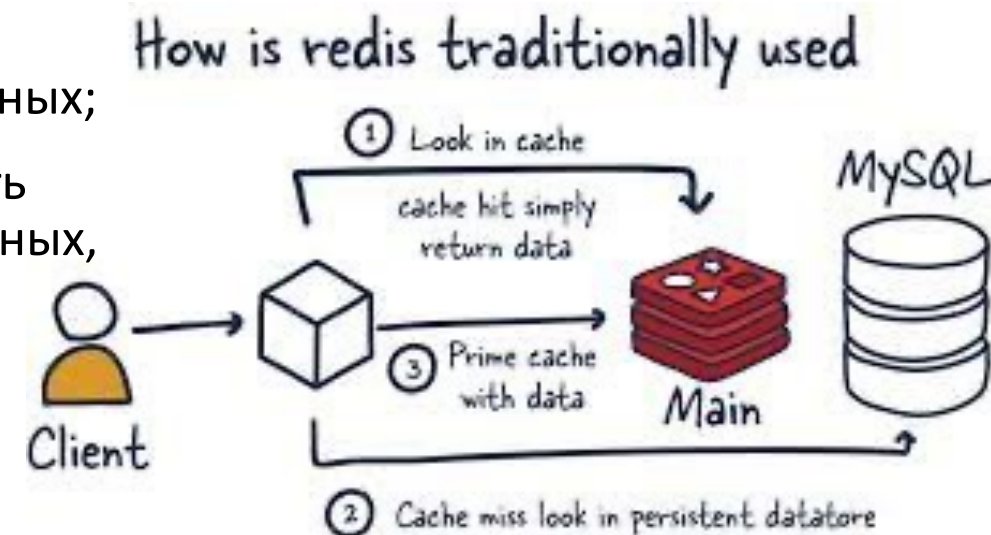 How is redis traditionally used
ных;
ть
ных,
1 Look in cache
cache hit simply
return data
MySQL
3 Prime cache
with data
Main
Client
2 Cache miss look in persistent datatore